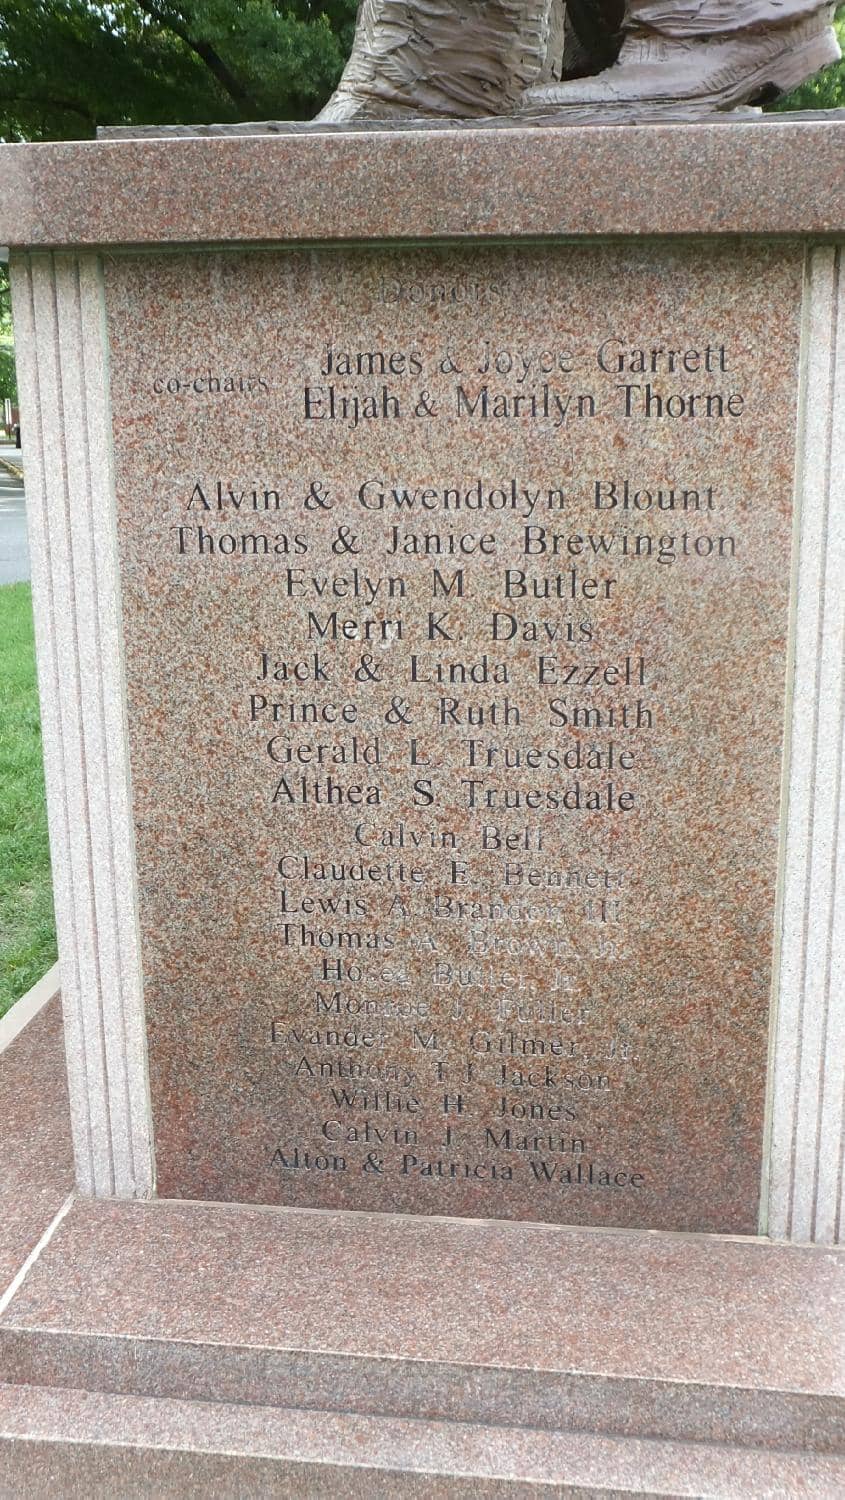 Donors
James & Joyce Garrett
co-chairs
Elijah & Marilyn Thorne
Alvin & Gwendolyn Blount
Thomas & Janice Brewington
Evelyn M. Butler
Merri K. Davis
Jack & Linda Ezzell
Prince & Ruth Smith
Gerald L. Truesdale
Althea S. Truesdale
Calvin Bell
Claudette E. Bennett
Lewis A. Brandon III
Thomas A. Brown, Jr.
Hosea Butler, Jr.
Monroe J. Fuller
Evander M. Gilmer, Jr.
Anthony T.J. Jackson
Willie H. Jones
Calvin J. Martin
Alton & Patricia Wallace